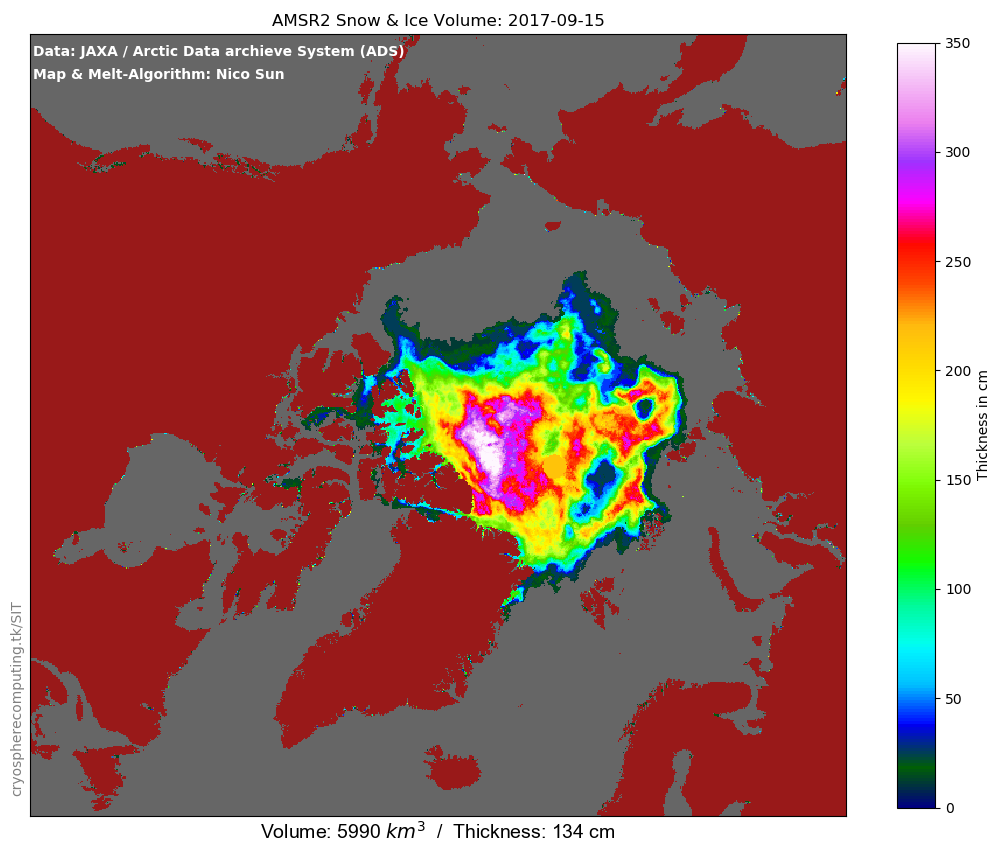 AMSR2 Snow & Ice Volume: 2017-09-15
Data: JAXA / Arctic Data archieve System (ADS)
Map & Melt-Algorithm: Nico Sun
350
300
250
200
150
100
50
0
Thickness in cm
cryospherecomputing.tk/SIT
Volume: 5990 km³ / Thickness: 134 cm